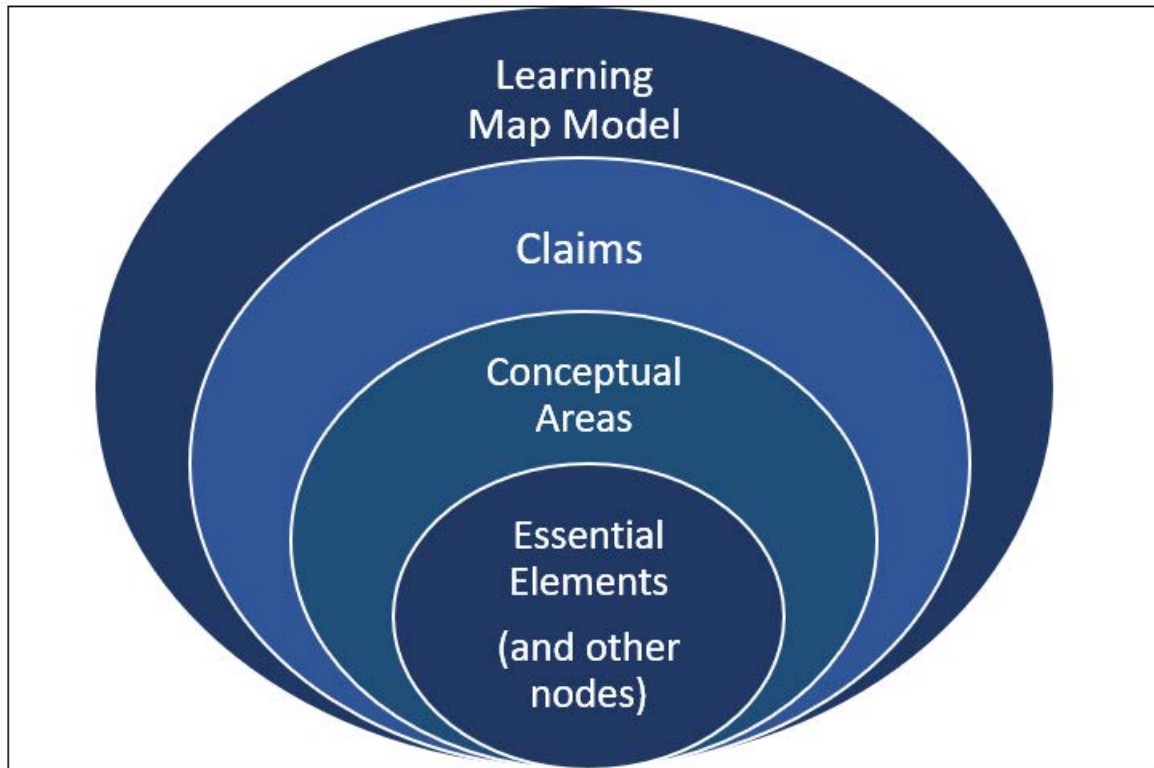 Learning
Map Model
Claims
Conceptual
Areas
Essential
Elements
(and other
nodes)